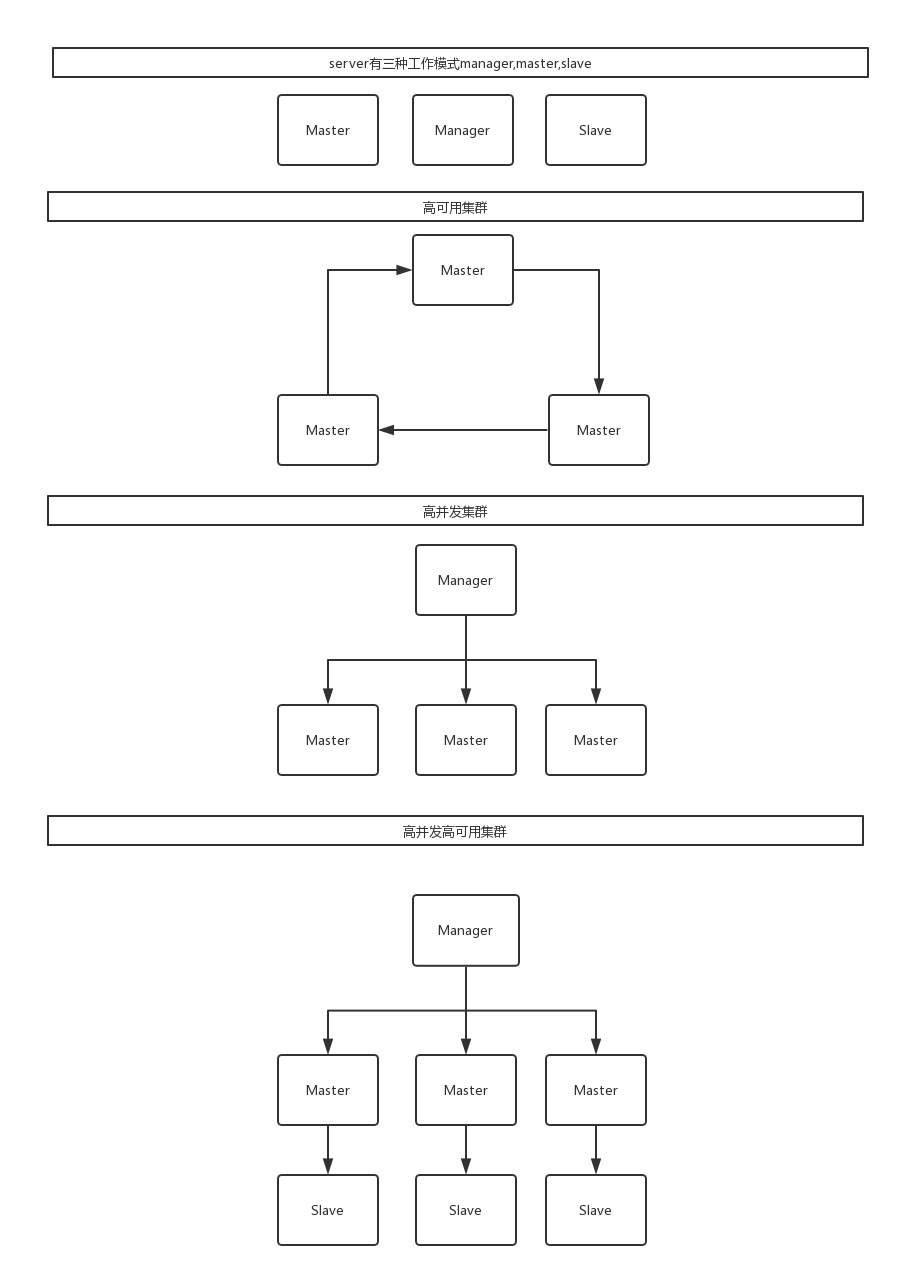 server有三种工作模式manager,master,slave
Master
Manager
Slave
高可用集群
Master
Master
Master
高并发集群
Manager
Master
Master
Master
高并发高可用集群
Manager
Master
Master
Master
Slave
Slave
Slave